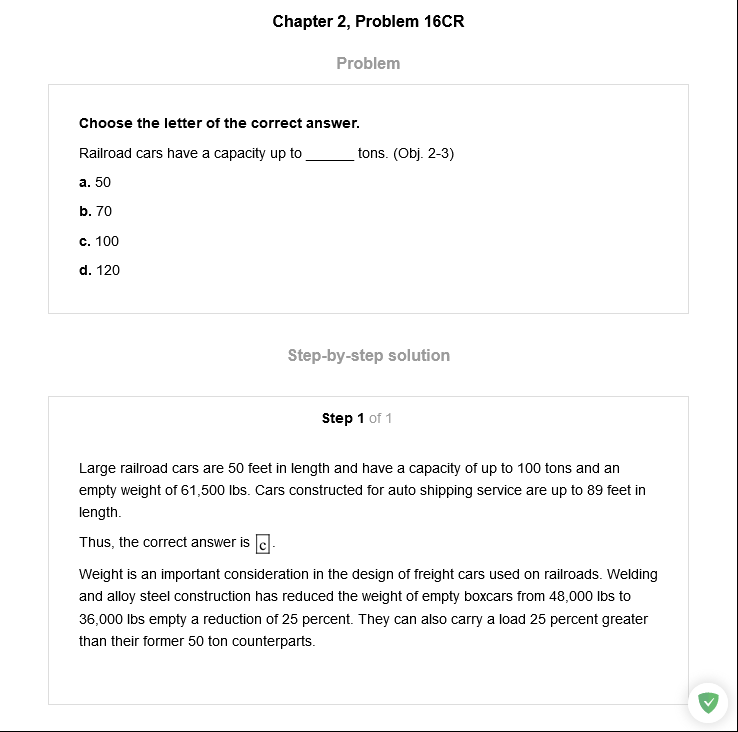 Chapter 2, Problem 16CR
Problem
Choose the letter of the correct answer.
Railroad cars have a capacity up to ______ tons. (Obj. 2-3)
a. 50
b. 70
c. 100
d. 120
Step-by-step solution
Step 1 of 1
Large railroad cars are 50 feet in length and have a capacity of up to 100 tons and an
empty weight of 61,500 lbs. Cars constructed for auto shipping service are up to 89 feet in
length.
Thus, the correct answer is c.
Weight is an important consideration in the design of freight cars used on railroads. Welding
and alloy steel construction has reduced the weight of empty boxcars from 48,000 lbs to
36,000 lbs empty a reduction of 25 percent. They can also carry a load 25 percent greater
than their former 50 ton counterparts.